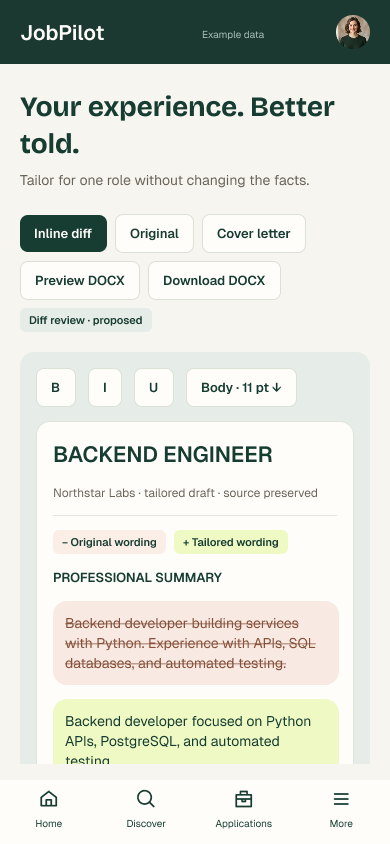 JobPilot
Example data
Your experience. Better
told.
Tailor for one role without changing the facts.
Inline diff
Original
Cover letter
Preview DOCX
Download DOCX
Diff review · proposed
B
I
U
Body · 11 pt ↓
BACKEND ENGINEER
Northstar Labs · tailored draft · source preserved
− Original wording
+ Tailored wording
PROFESSIONAL SUMMARY
Backend developer building services
with Python. Experience with APIs, SQL
databases, and automated testing.
Backend developer focused on Python
APIs, PostgreSQL, and automated
testing
Home
Discover
Applications
More